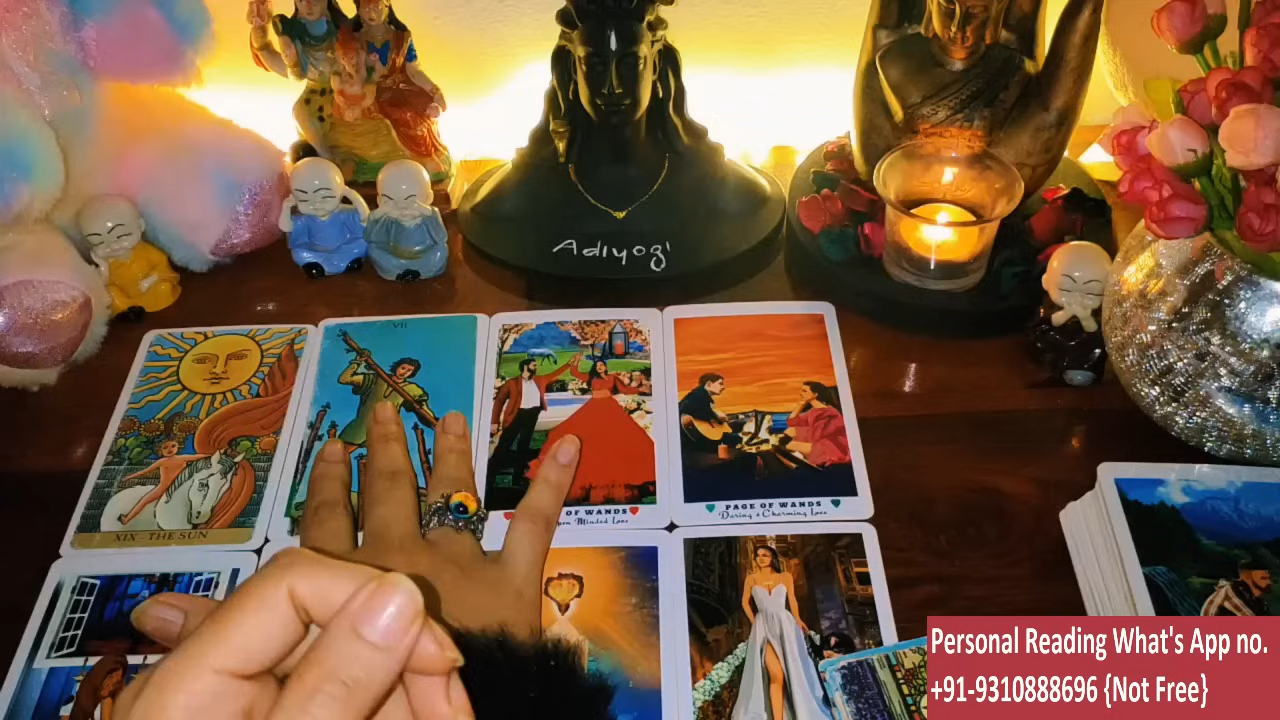 Adiyogi
VII
XIX - THE SUN
OF WANDS
Open Minded Love
PAGE OF WANDS
Daring & Charming Love
Personal Reading What's App no.
+91-9310888696 {Not Free}